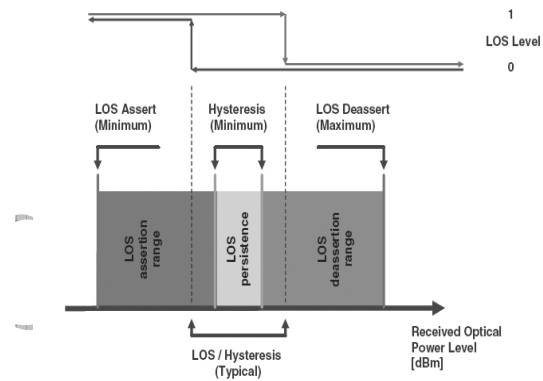 1
LOS Level
0
LOS Assert
(Minimum)
Hysteresis
(Minimum)
LOS Deassert
(Maximum)
LOS
assertion
range
LOS
persistence
LOS
deassertion
range
Received Optical
Power Level
[dBm]
LOS / Hysteresis
(Typical)